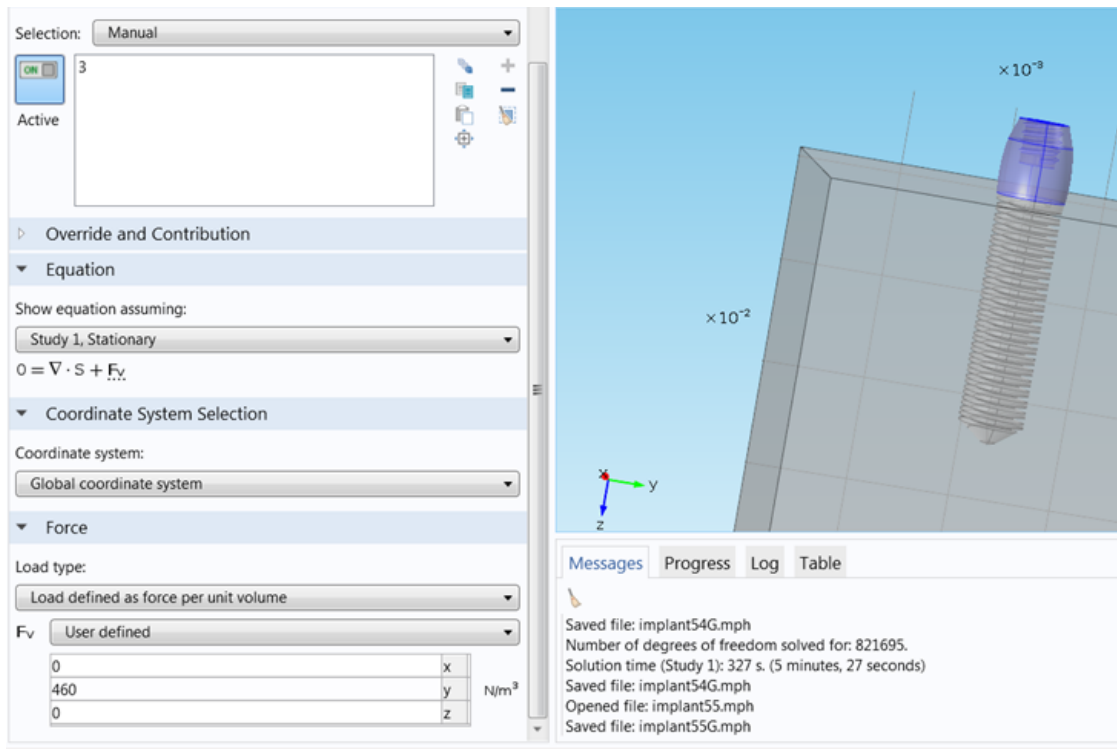 Selection: Manual
ON 3
Active
Override and Contribution
Equation
Show equation assuming:
Study 1, Stationary
0 = ∇ · S + Fv
Coordinate System Selection
Coordinate system:
Global coordinate system
Force
Load type:
Load defined as force per unit volume
Fv User defined
0 x
460 y N/m³
0 z
×10⁻³
×10⁻²
x
y
z
Messages Progress Log Table
Saved file: implant54G.mph
Number of degrees of freedom solved for: 821695.
Solution time (Study 1): 327 s. (5 minutes, 27 seconds)
Saved file: implant54G.mph
Opened file: implant55.mph
Saved file: implant55G.mph